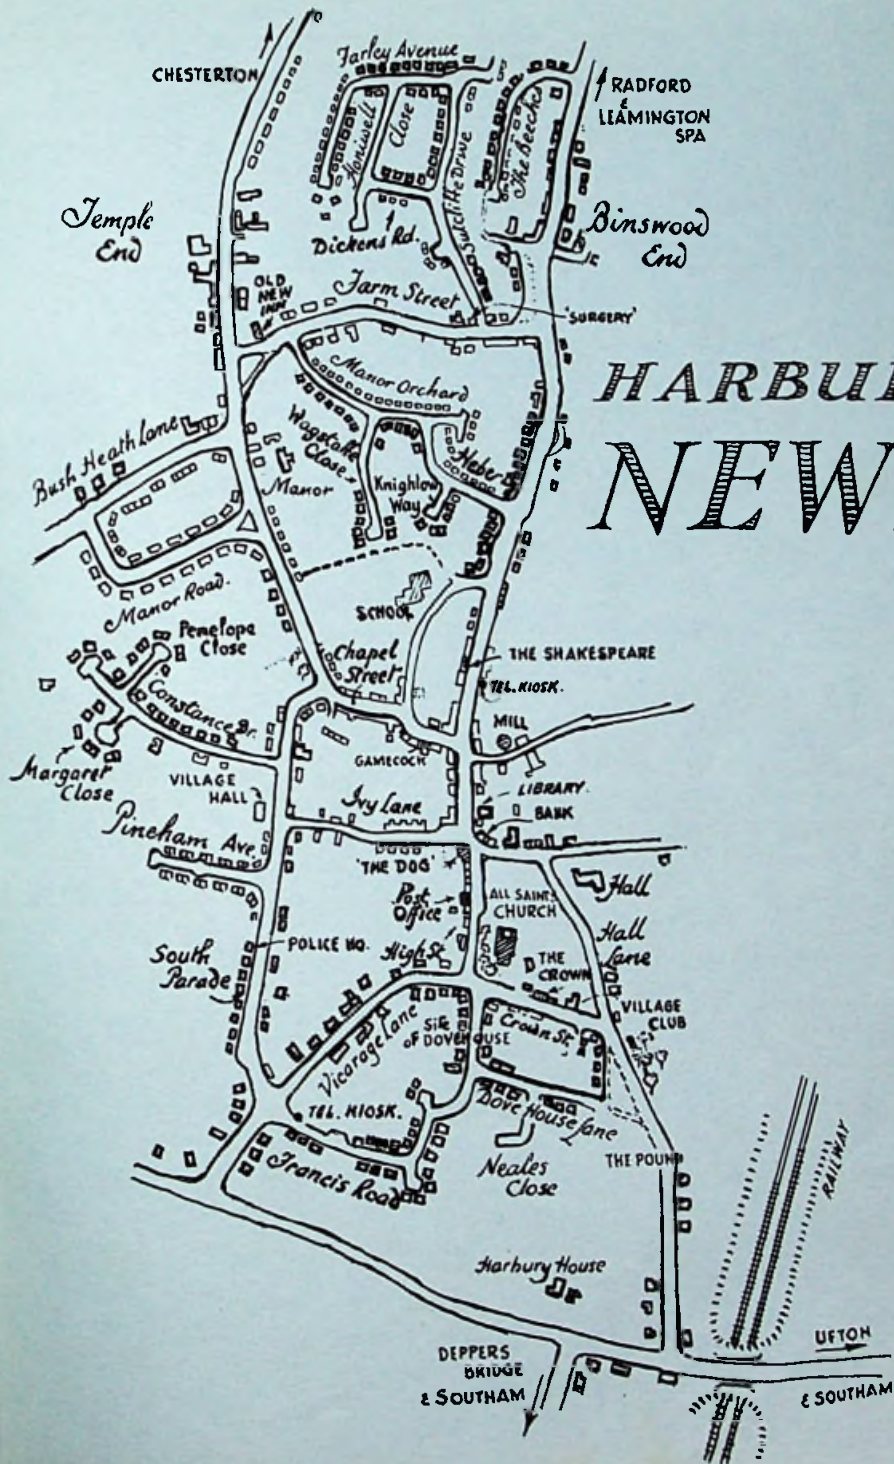 CHESTERTON
Farley Avenue
RADFORD
&
LEAMINGTON
SPA
Honiwell
Close
Sutcliffe Drive
The Beeches
Temple
End
Binswood
End
Dickens Rd.
OLD
NEW
INN
Farm Street
'SURGERY'
HARBU
NEW
Manor Orchard
Bush Heath Lane
Wagstaffe
Close
Hebers
Manor
Knightlow
Way
Manor Road.
SCHOOL
Penelope
Close
Chapel
Street
THE SHAKESPEARE
TEL. KIOSK.
Constance Dr.
MILL
Margaret
Close
GAMECOCK
VILLAGE
HALL
LIBRARY.
BANK
Ivy Lane
Pineham Ave.
'THE DOG'
Hall
Post
Office
ALL SAINTS
CHURCH
Hall
Lane
POLICE HQ.
High St.
THE
CROWN
South
Parade
VILLAGE
CLUB
Vicarage Lane
Site
OF DOVEHOUSE
Crown St.
TEL. KIOSK.
Dove House Lane
Francis Road
Neales
Close
THE POUND
RAILWAY
Harbury House
DEPPERS
BRIDGE
& SOUTHAM
UFTON
& SOUTHAM